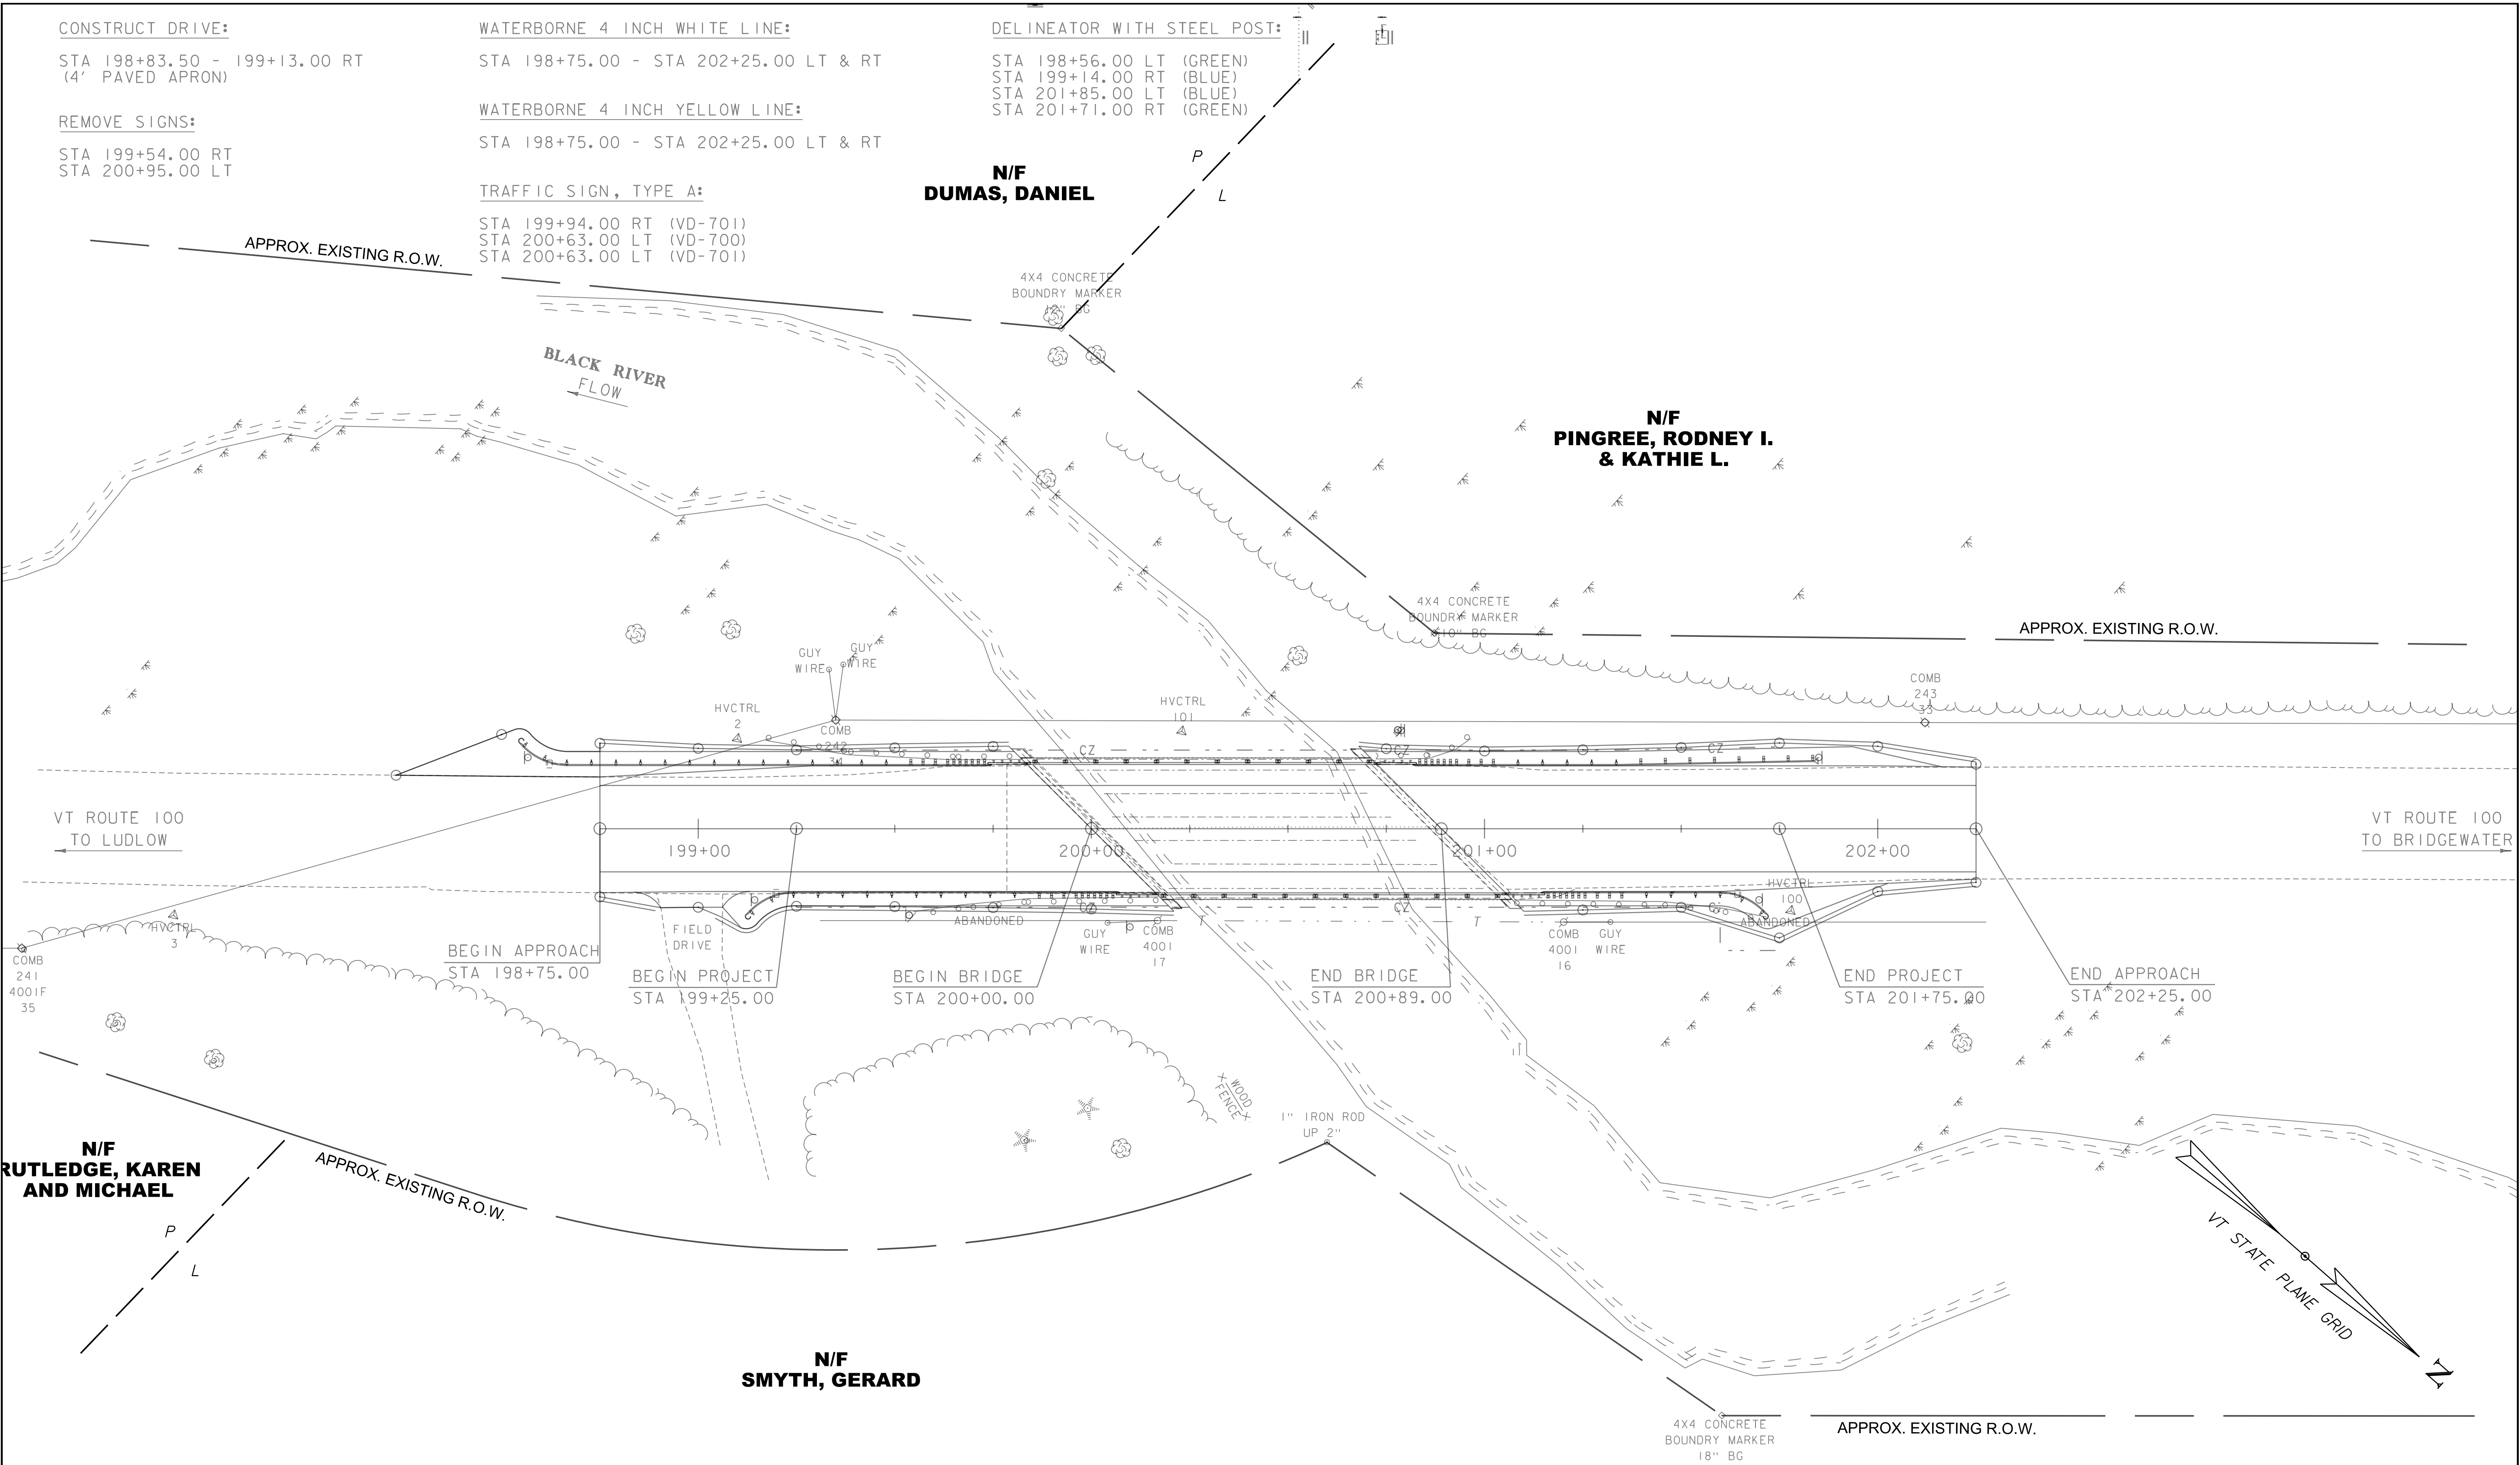 CONSTRUCT DRIVE:
STA 198+83.50 - 199+13.00 RT
(4' PAVED APRON)
REMOVE SIGNS:
STA 199+54.00 RT
STA 200+95.00 LT
WATERBORNE 4 INCH WHITE LINE:
STA 198+75.00 - STA 202+25.00 LT & RT
WATERBORNE 4 INCH YELLOW LINE:
STA 198+75.00 - STA 202+25.00 LT & RT
TRAFFIC SIGN, TYPE A:
STA 199+94.00 RT (VD-701)
STA 200+63.00 LT (VD-700)
STA 200+63.00 LT (VD-701)
DELINEATOR WITH STEEL POST:
STA 198+56.00 LT (GREEN)
STA 199+14.00 RT (BLUE)
STA 201+85.00 LT (BLUE)
STA 201+71.00 RT (GREEN)
N/F
DUMAS, DANIEL
P
L
APPROX. EXISTING R.O.W.
4X4 CONCRETE
BOUNDRY MARKER
12" BG
BLACK RIVER
FLOW
N/F
PINGREE, RODNEY I.
& KATHIE L.
4X4 CONCRETE
BOUNDRY MARKER
10" BG
APPROX. EXISTING R.O.W.
GUY
WIRE
GUY
WIRE
HVCTRL
2
COMB
242
34
HVCTRL
101
COMB
243
33
CZ
CZ
CZ
VT ROUTE 100
TO LUDLOW
199+00
200+00
201+00
202+00
VT ROUTE 100
TO BRIDGEWATER
HVCTRL
3
COMB
241
4001F
35
FIELD
DRIVE
ABANDONED
CZ
GUY
WIRE
COMB
4001
17
T
CZ
T
COMB
4001
16
GUY
WIRE
HVCTRL
100
ABANDONED
BEGIN APPROACH
STA 198+75.00
BEGIN PROJECT
STA 199+25.00
BEGIN BRIDGE
STA 200+00.00
END BRIDGE
STA 200+89.00
END PROJECT
STA 201+75.00
END APPROACH
STA 202+25.00
WOOD
FENCE
1" IRON ROD
UP 2"
N/F
RUTLEDGE, KAREN
AND MICHAEL
APPROX. EXISTING R.O.W.
P
L
N/F
SMYTH, GERARD
VT STATE PLANE GRID
N
4X4 CONCRETE
BOUNDRY MARKER
18" BG
APPROX. EXISTING R.O.W.